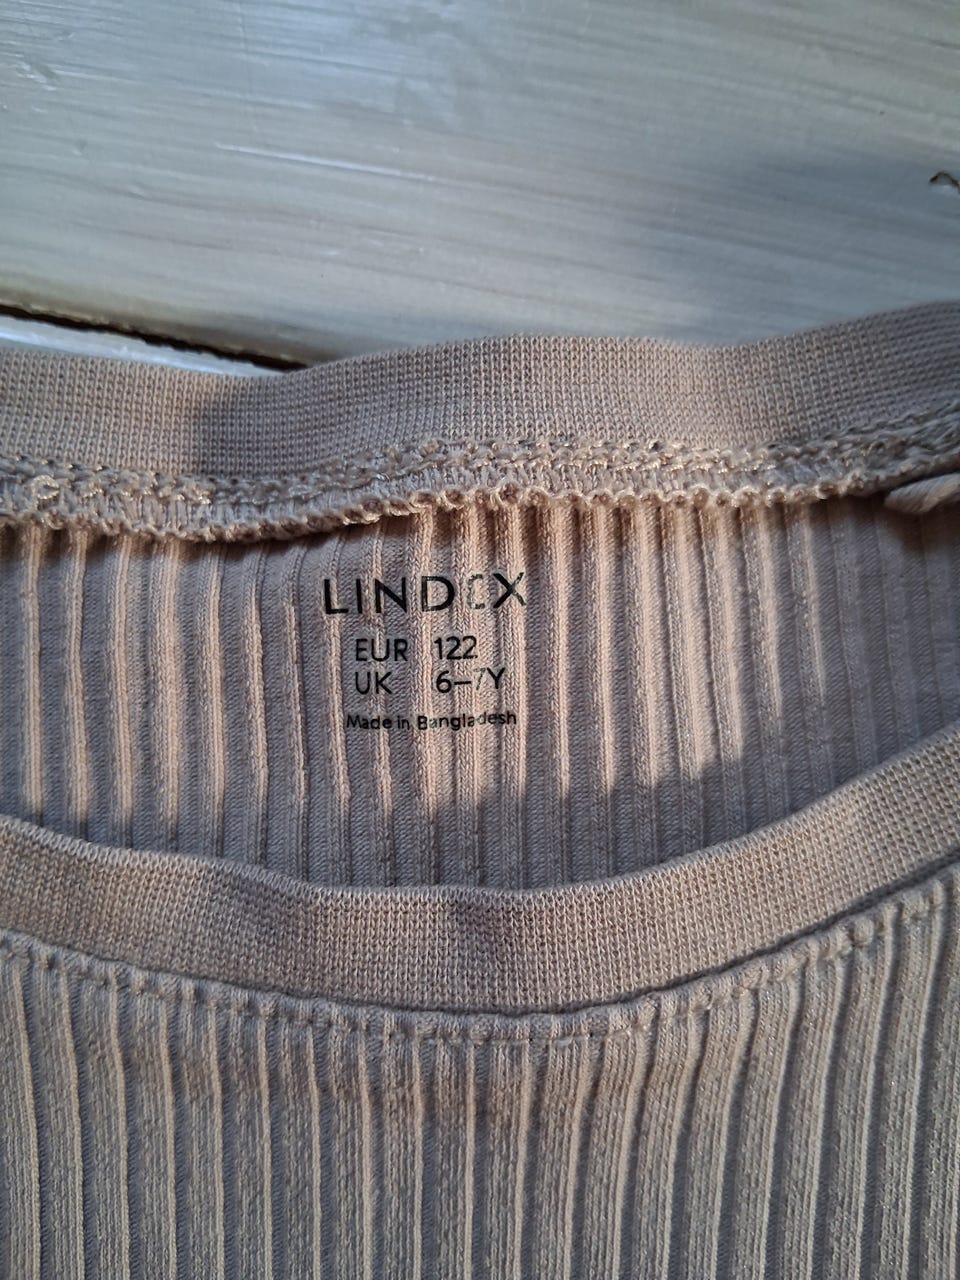 LINDEX
EUR 122
UK 6–7Y
Made in Bangladesh